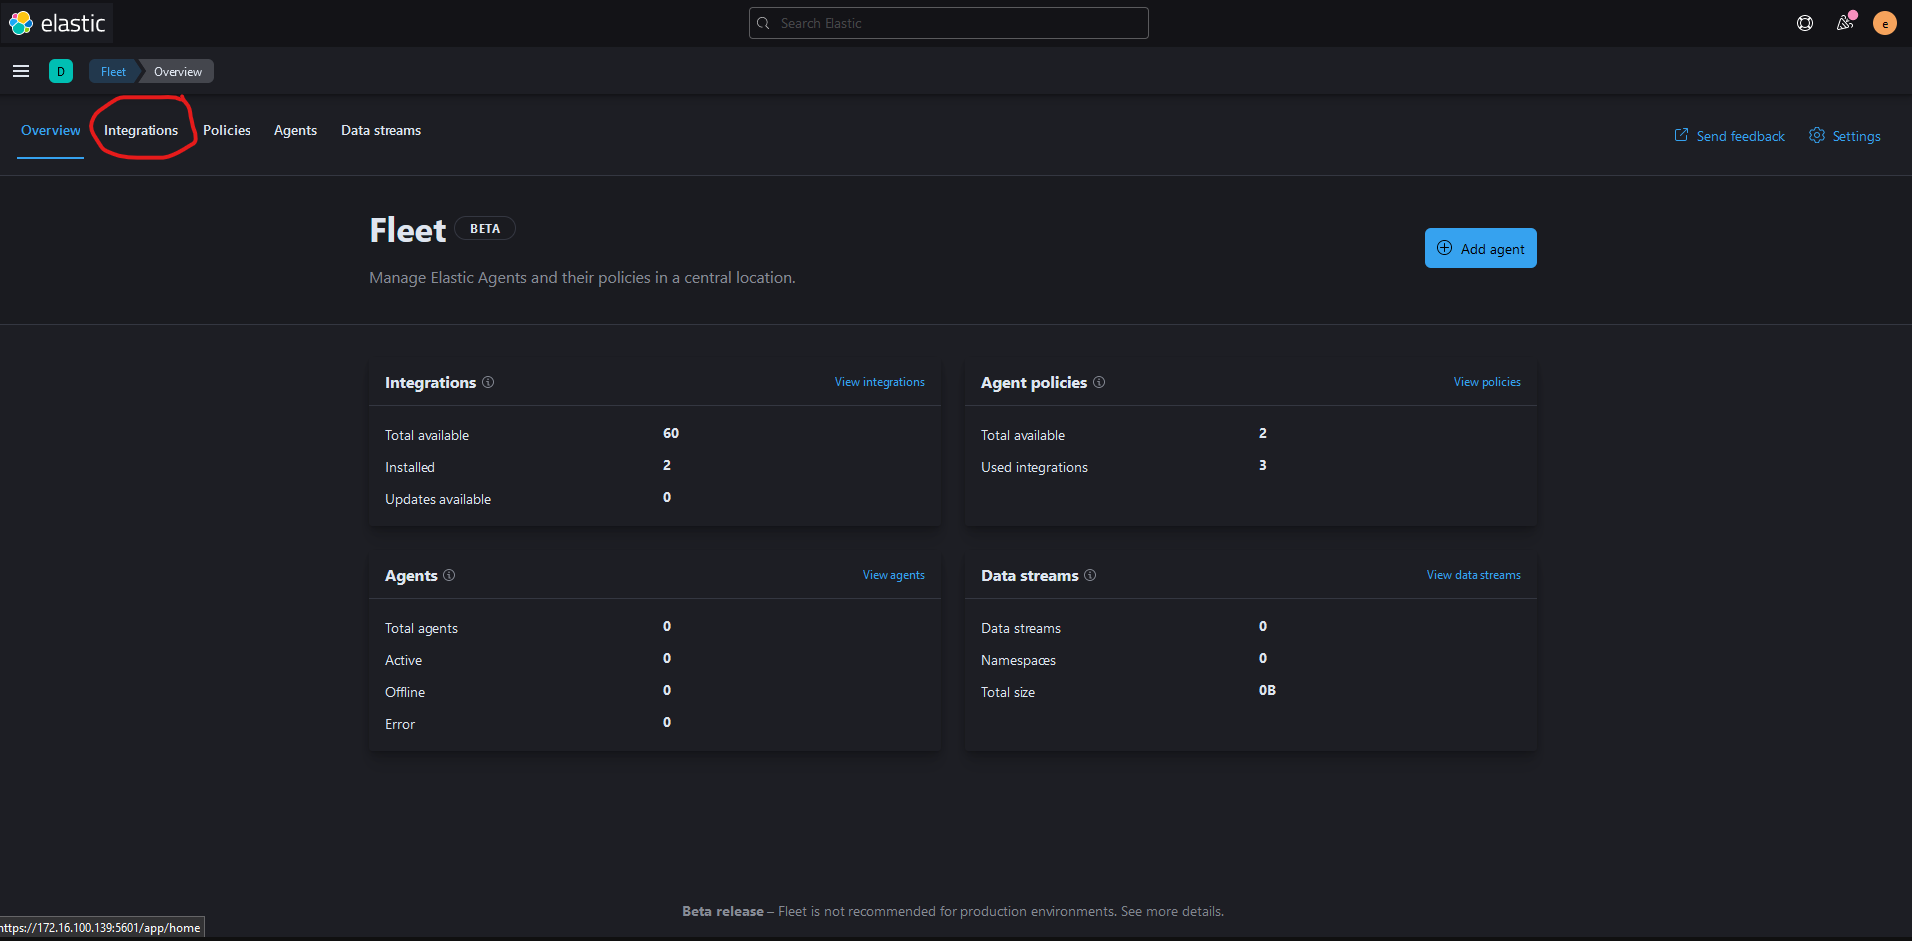 elastic
Search Elastic
e
D
Fleet
Overview
Overview
Integrations
Policies
Agents
Data streams
Send feedback
Settings
Fleet
BETA
Add agent
Manage Elastic Agents and their policies in a central location.
Integrations
View integrations
Total available 60
Installed 2
Updates available 0
Agent policies
View policies
Total available 2
Used integrations 3
Agents
View agents
Total agents 0
Active 0
Offline 0
Error 0
Data streams
View data streams
Data streams 0
Namespaces 0
Total size 0B
Beta release – Fleet is not recommended for production environments. See more details.
https://172.16.100.139:5601/app/home